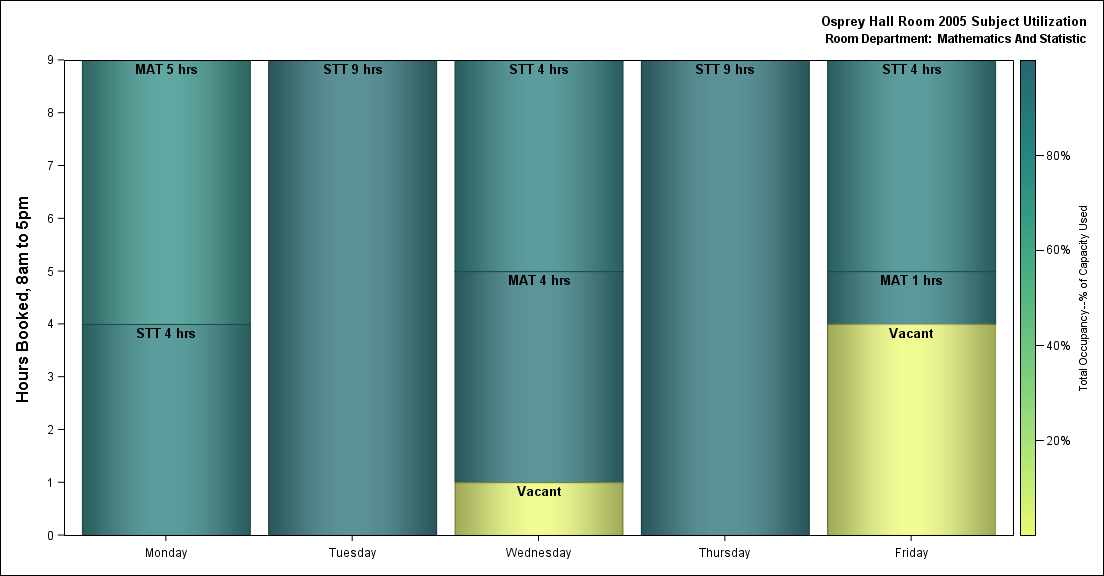 Osprey Hall Room 2005 Subject Utilization
Room Department: Mathematics And Statistic
Hours Booked, 8am to 5pm
9
8
7
6
5
4
3
2
1
0
MAT 5 hrs
STT 4 hrs
STT 9 hrs
STT 4 hrs
MAT 4 hrs
Vacant
STT 9 hrs
STT 4 hrs
MAT 1 hrs
Vacant
Monday
Tuesday
Wednesday
Thursday
Friday
80%
60%
40%
20%
Total Occupancy--% of Capacity Used